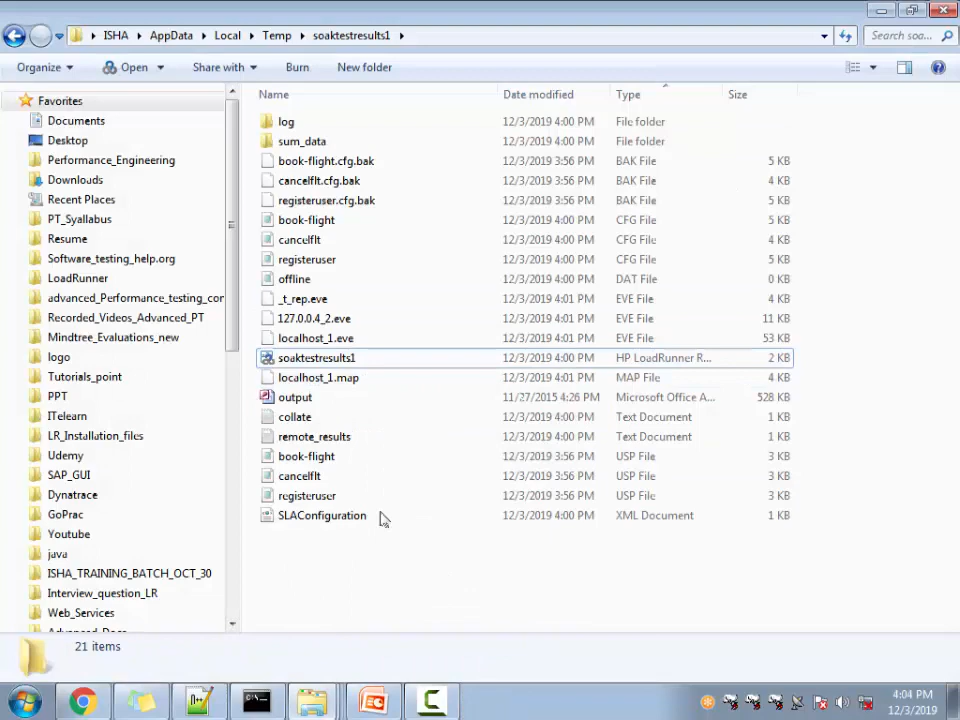 ISHA AppData Local Temp soaktestresults1 Search soa...
Organize Open Share with Burn New folder
Favorites
Documents
Desktop
Performance_Engineering
Downloads
Recent Places
PT_Syllabus
Resume
Software_testing_help.org
LoadRunner
advanced_Performance_testing_cor
Recorded_Videos_Advanced_PT
Mindtree_Evaluations_new
logo
Tutorials_point
PPT
ITelearn
LR_Installation_files
Udemy
SAP_GUI
Dynatrace
GoPrac
Youtube
java
ISHA_TRAINING_BATCH_OCT_30
Interview_question_LR
Web_Services
Advanced_Docs
Name Date modified Type Size
log 12/3/2019 4:00 PM File folder
sum_data 12/3/2019 4:00 PM File folder
book-flight.cfg.bak 12/3/2019 3:56 PM BAK File 5 KB
cancelflt.cfg.bak 12/3/2019 3:56 PM BAK File 4 KB
registeruser.cfg.bak 12/3/2019 3:56 PM BAK File 5 KB
book-flight 12/3/2019 4:00 PM CFG File 5 KB
cancelflt 12/3/2019 4:00 PM CFG File 4 KB
registeruser 12/3/2019 4:00 PM CFG File 5 KB
offline 12/3/2019 4:00 PM DAT File 0 KB
_t_rep.eve 12/3/2019 4:01 PM EVE File 4 KB
127.0.0.4_2.eve 12/3/2019 4:01 PM EVE File 11 KB
localhost_1.eve 12/3/2019 4:01 PM EVE File 53 KB
soaktestresults1 12/3/2019 4:00 PM HP LoadRunner R... 2 KB
localhost_1.map 12/3/2019 4:01 PM MAP File 4 KB
output 11/27/2015 4:26 PM Microsoft Office A... 528 KB
collate 12/3/2019 4:00 PM Text Document 1 KB
remote_results 12/3/2019 4:00 PM Text Document 1 KB
book-flight 12/3/2019 3:56 PM USP File 3 KB
cancelflt 12/3/2019 3:56 PM USP File 3 KB
registeruser 12/3/2019 3:56 PM USP File 3 KB
SLAConfiguration 12/3/2019 4:00 PM XML Document 1 KB
21 items
4:04 PM
12/3/2019